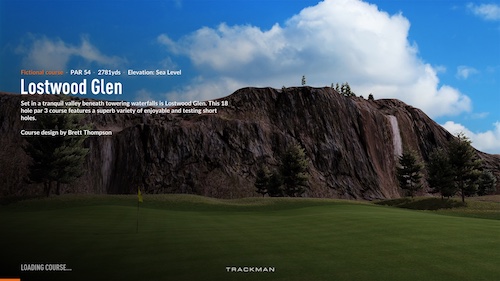 Fictional course · PAR 54 · 2781yds · Elevation: Sea Level
Lostwood Glen
Set in a tranquil valley beneath towering waterfalls is Lostwood Glen. This 18
hole par 3 course features a superb variety of enjoyable and testing short
holes.
Course design by Brett Thompson
LOADING COURSE...
TRACKMAN